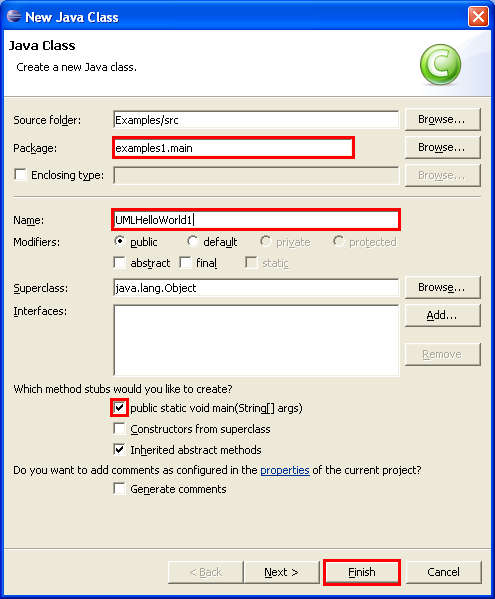 New Java Class
Java Class
Create a new Java class.
C
Source folder: Examples/src Browse...
Package: examples1.main Browse...
Enclosing type: Browse...
Name: UMLHelloWorld1
Modifiers: public default private protected
abstract final static
Superclass: java.lang.Object Browse...
Interfaces: Add...
Remove
Which method stubs would you like to create?
public static void main(String[] args)
Constructors from superclass
Inherited abstract methods
Do you want to add comments as configured in the properties of the current project?
Generate comments
< Back Next > Finish Cancel